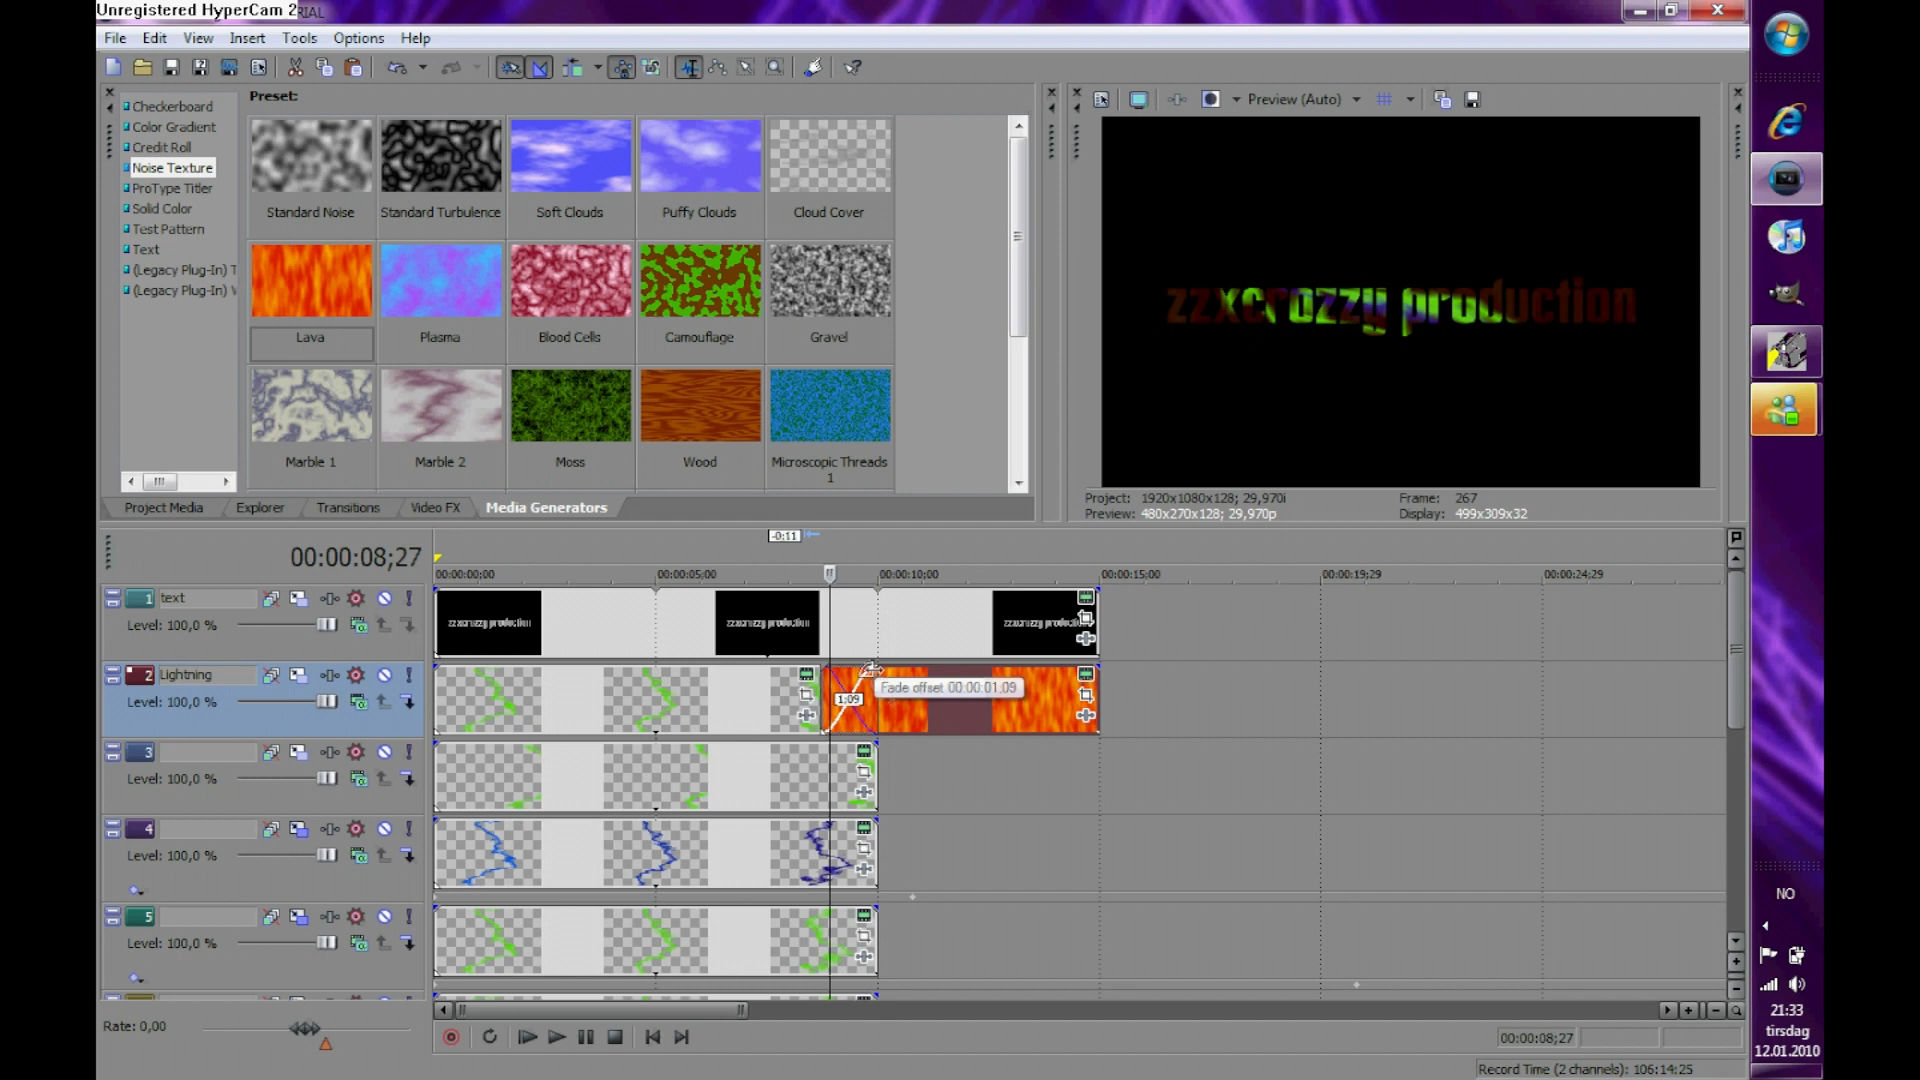 Unregistered HyperCam 2
RIAL
File Edit View Insert Tools Options Help
Checkerboard
Color Gradient
Credit Roll
Noise Texture
ProType Titler
Solid Color
Test Pattern
Text
(Legacy Plug-In) T
(Legacy Plug-In) V
Preset:
Standard Noise Standard Turbulence Soft Clouds Puffy Clouds Cloud Cover
Lava Plasma Blood Cells Camouflage Gravel
Marble 1 Marble 2 Moss Wood Microscopic Threads
1
Project Media Explorer Transitions Video FX Media Generators
Preview (Auto)
zzxcrazzy production
Project: 1920x1080x128; 29,970i Frame: 267
Preview: 480x270x128; 29,970p Display: 499x309x32
-0:11
00:00:08;27
00:00:00;00 00:00:05;00 00:00:10;00 00:00:15;00 00:00:19;29 00:00:24;29
1 text
Level: 100,0 %
zzxcrazzy production zzxcrazzy production zzxcrazzy production
2 Lightning
Level: 100,0 %
1;09
Fade offset 00:00:01;09
3
Level: 100,0 %
4
Level: 100,0 %
5
Level: 100,0 %
Rate: 0,00
00:00:08;27
Record Time (2 channels): 106:14:25
NO
21:33
tirsdag
12.01.2010